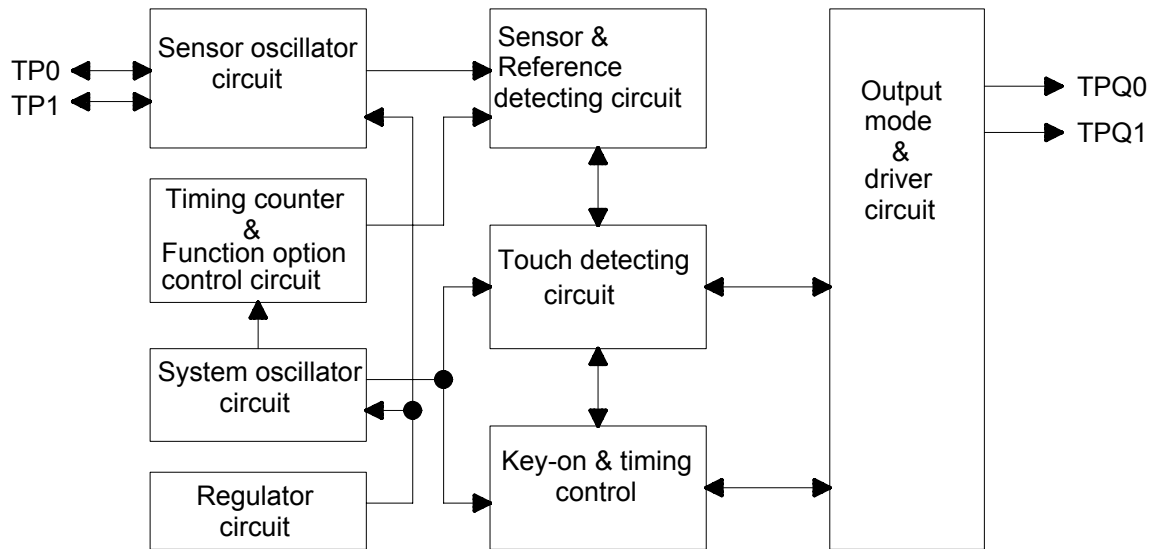 TP0
TP1
Sensor oscillator
circuit
Sensor &
Reference
detecting circuit
Output
mode
&
driver
circuit
TPQ0
TPQ1
Timing counter
&
Function option
control circuit
Touch detecting
circuit
System oscillator
circuit
Key-on & timing
control
Regulator
circuit